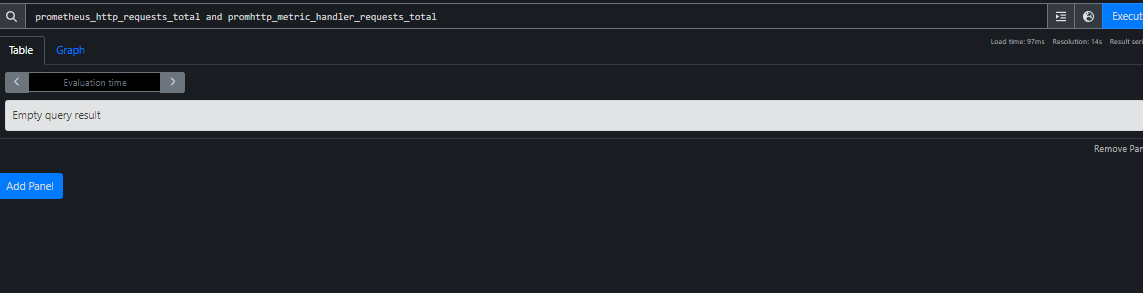 prometheus_http_requests_total and promhttp_metric_handler_requests_total
Execut
Table
Graph
Load time: 97ms Resolution: 14s Result seri
Evaluation time
Empty query result
Remove Pan
Add Panel